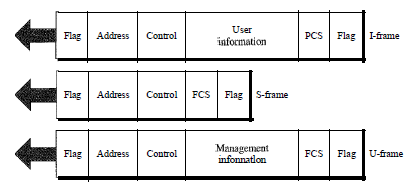 Flag Address Control User information PCS Flag I-frame
Flag Address Control FCS Flag S-frame
Flag Address Control Management infonnation FCS Flag U-frame